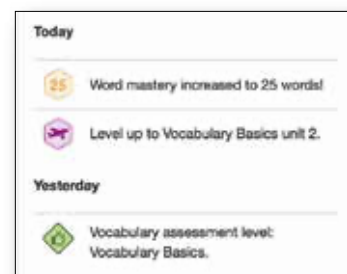 Today
25 Word mastery increased to 25 words!
Level up to Vocabulary Basics unit 2.
Yesterday
Vocabulary assessment level:
Vocabulary Basics.